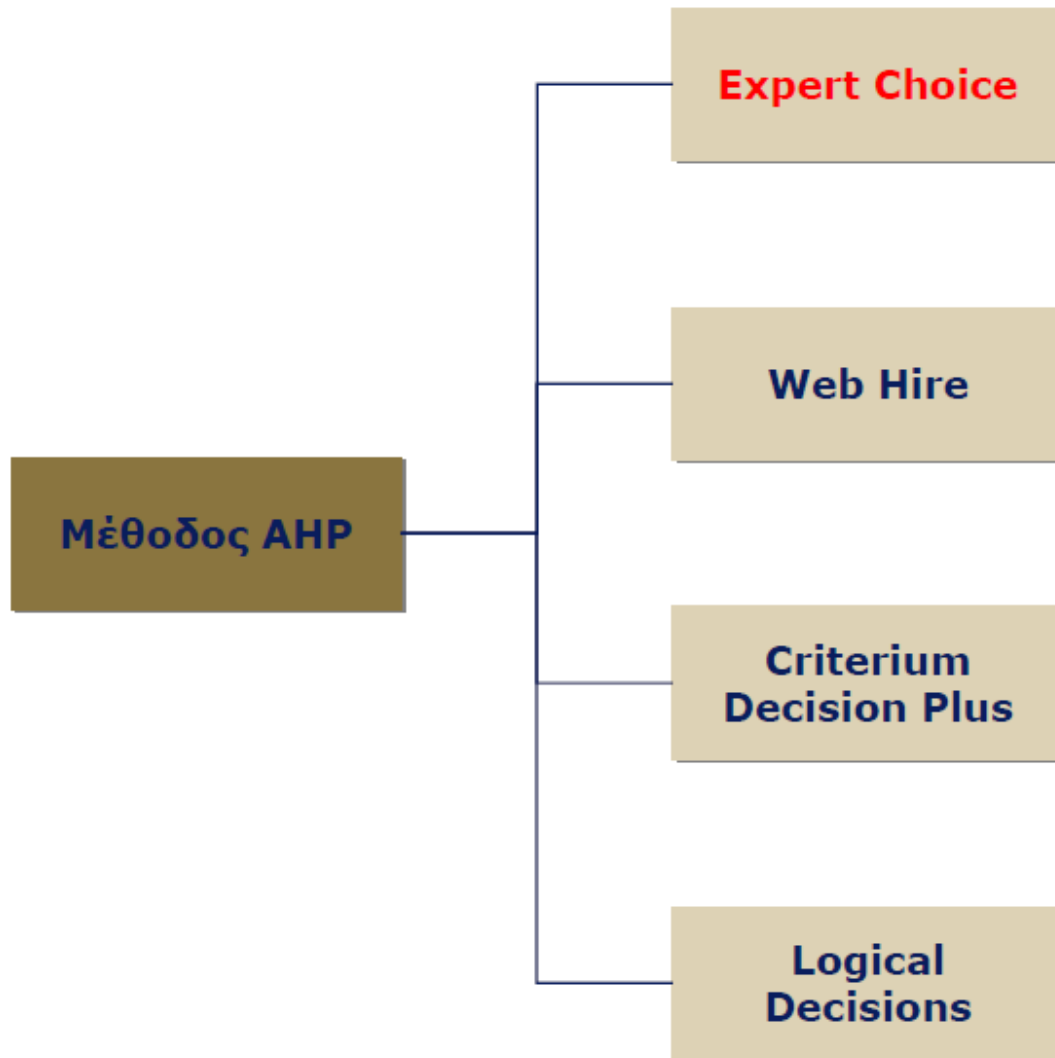 Expert Choice
Web Hire
Μέθοδος AHP
Criterium
Decision Plus
Logical
Decisions